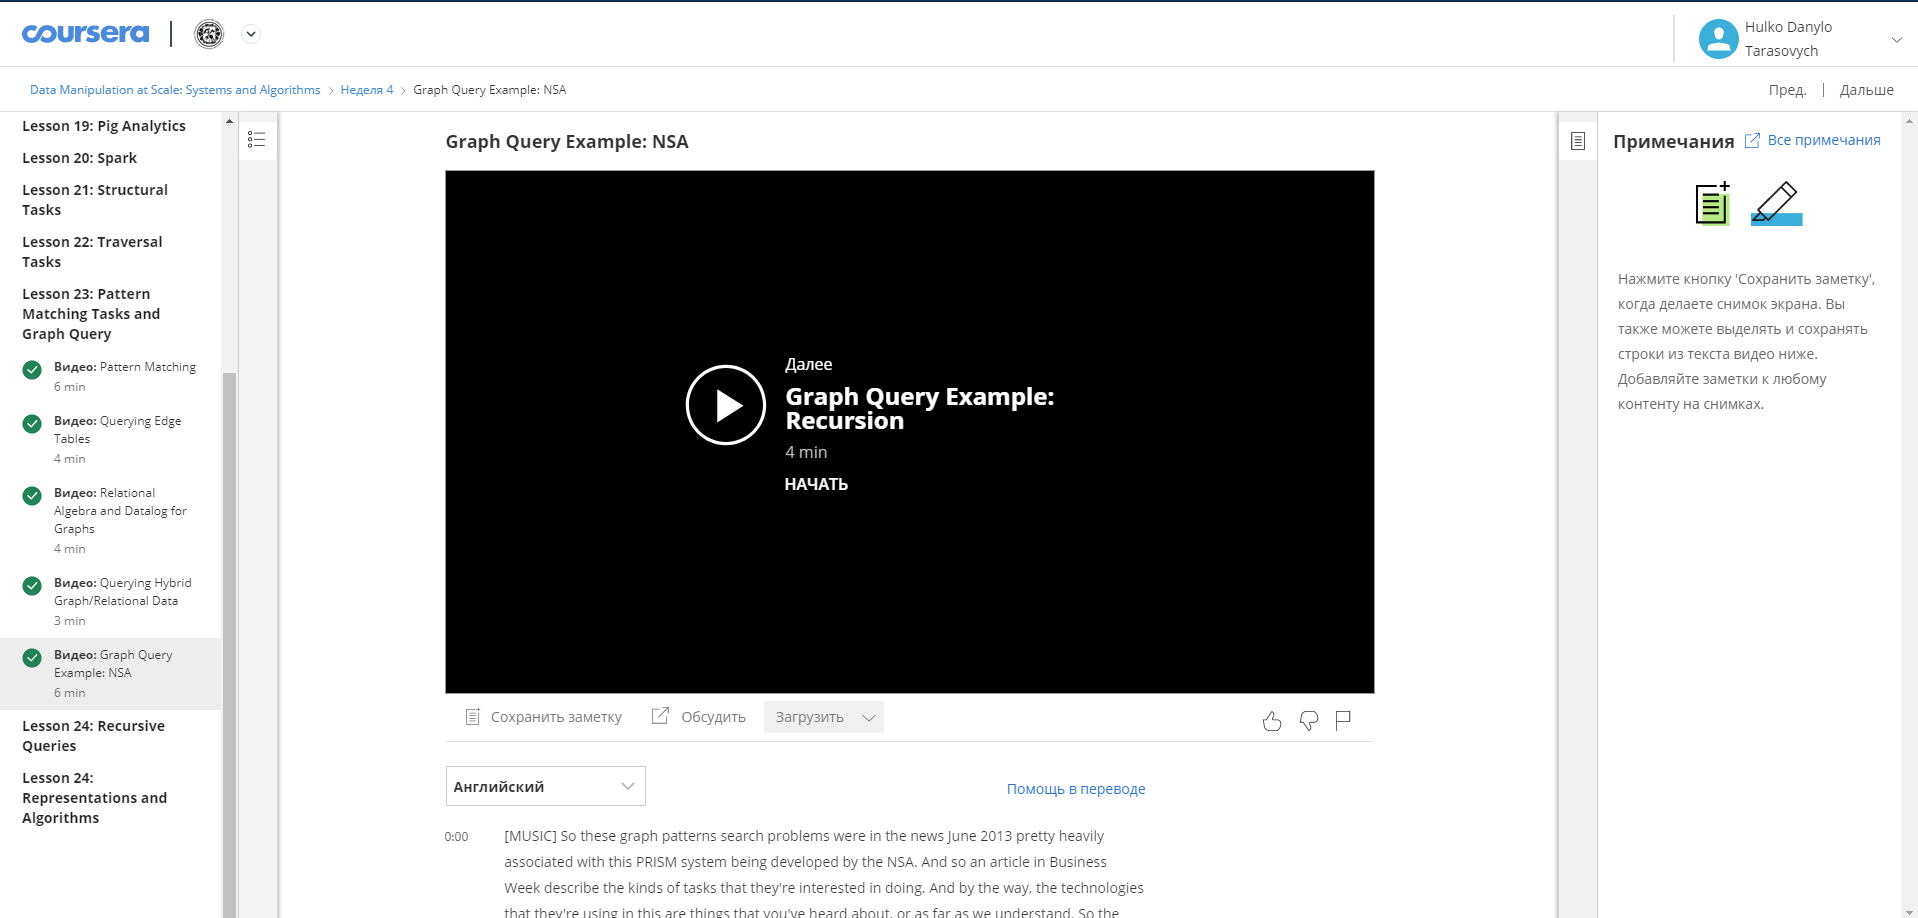 coursera
Hulko Danylo
Tarasovych
Data Manipulation at Scale: Systems and Algorithms
Неделя 4
Graph Query Example: NSA
Пред.
Дальше
Lesson 19: Pig Analytics
Lesson 20: Spark
Lesson 21: Structural
Tasks
Lesson 22: Traversal
Tasks
Lesson 23: Pattern
Matching Tasks and
Graph Query
Видео: Pattern Matching
6 min
Видео: Querying Edge
Tables
4 min
Видео: Relational
Algebra and Datalog for
Graphs
4 min
Видео: Querying Hybrid
Graph/Relational Data
3 min
Видео: Graph Query
Example: NSA
6 min
Lesson 24: Recursive
Queries
Lesson 24:
Representations and
Algorithms
Graph Query Example: NSA
Далее
Graph Query Example:
Recursion
4 min
НАЧАТЬ
Сохранить заметку
Обсудить
Загрузить
Английский
Помощь в переводе
0:00
[MUSIC] So these graph patterns search problems were in the news June 2013 pretty heavily
associated with this PRISM system being developed by the NSA. And so an article in Business
Week describe the kinds of tasks that they're interested in doing. And by the way, the technologies
that they're using in this are things that you've heard about, or as far as we understand. So the
Примечания
Все примечания
Нажмите кнопку 'Сохранить заметку',
когда делаете снимок экрана. Вы
также можете выделять и сохранять
строки из текста видео ниже.
Добавляйте заметки к любому
контенту на снимках.